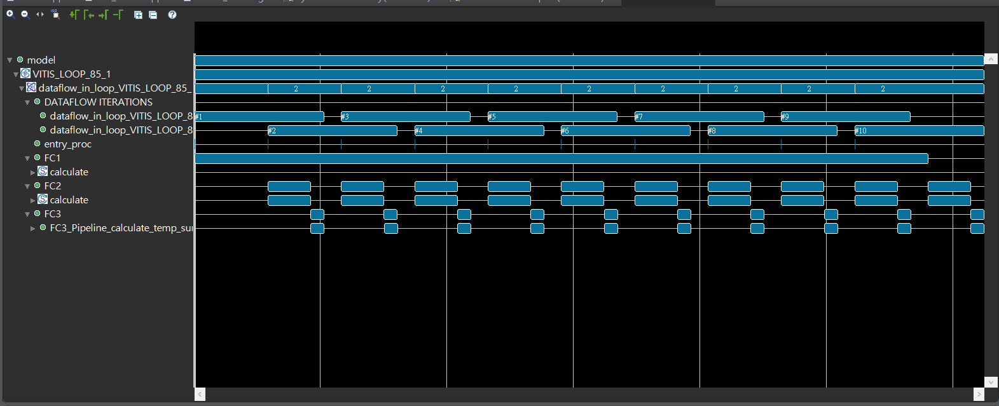 model
VITIS_LOOP_85_1
dataflow_in_loop_VITIS_LOOP_85_ 2 2 2 2 2 2 2 2 2
DATAFLOW ITERATIONS
dataflow_in_loop_VITIS_LOOP_8 #1 #3 #5 #7 #9
dataflow_in_loop_VITIS_LOOP_8 #2 #4 #6 #8 #10
entry_proc
FC1
calculate
FC2
calculate
FC3
FC3_Pipeline_calculate_temp_su